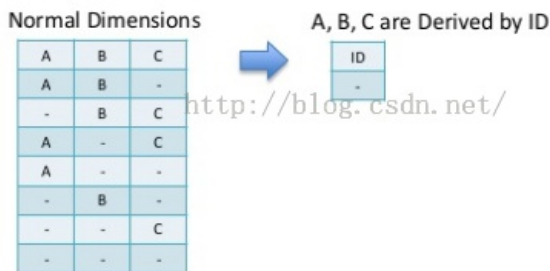 Normal Dimensions
A, B, C are Derived by ID
A B C
A B -
- B C
A - C
A - -
- B -
- - C
- - -
ID
-
http://blog.csdn.net/